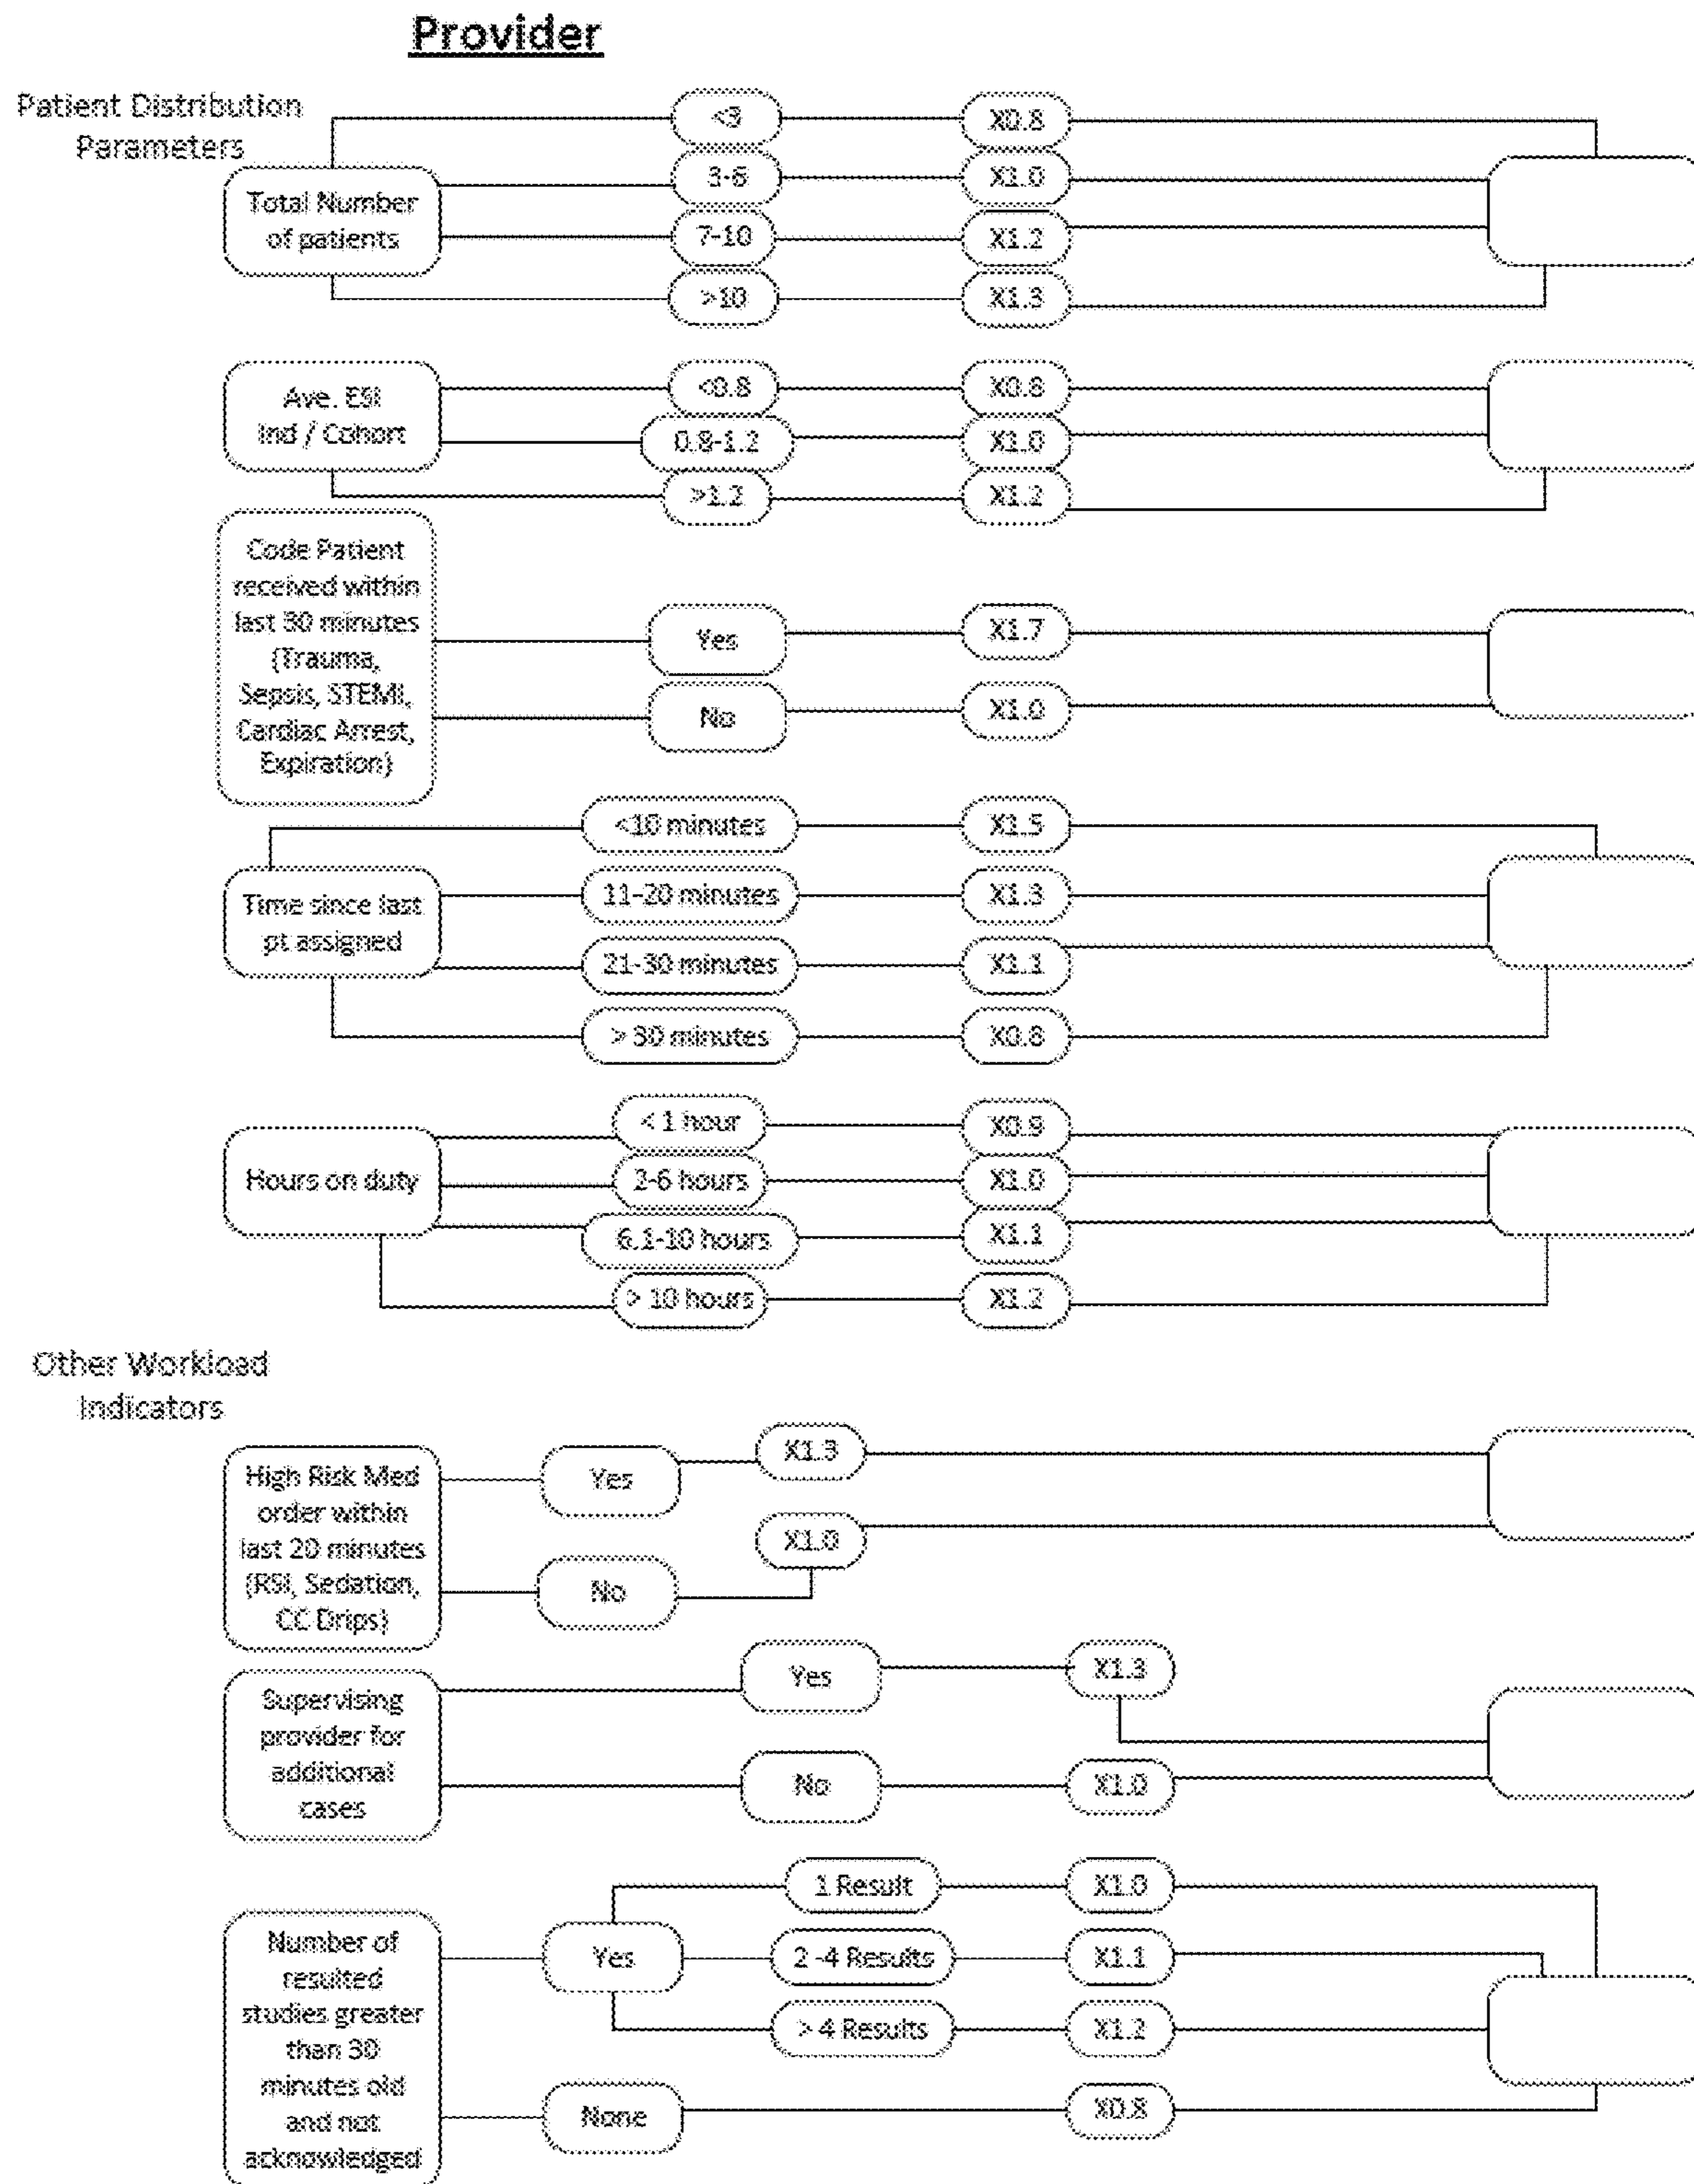 Provider
Patient Distribution
Parameters
Total Number
of patients
<3
X0.8
3-6
X1.0
7-10
X1.2
>10
X1.3
Ave. ESI
Ind / Cohort
<0.8
X0.8
0.8-1.2
X1.0
>1.2
X1.2
Code Patient
received within
last 30 minutes
(Trauma,
Sepsis, STEMI,
Cardiac Arrest,
Expiration)
Yes
X1.7
No
X1.0
Time since last
pt assigned
<10 minutes
X1.5
11-20 minutes
X1.3
21-30 minutes
X1.1
> 30 minutes
X0.8
Hours on duty
< 1 hour
X0.9
2-6 hours
X1.0
6.1-10 hours
X1.1
> 10 hours
X1.2
Other Workload
Indicators
High Risk Med
order within
last 20 minutes
(RSI, Sedation,
CC Drips)
Yes
X1.3
No
X1.0
Supervising
provider for
additional
cases
Yes
X1.3
No
X1.0
Number of
resulted
studies greater
than 30
minutes old
and not
acknowledged
Yes
1 Result
X1.0
2 -4 Results
X1.1
> 4 Results
X1.2
None
X0.8